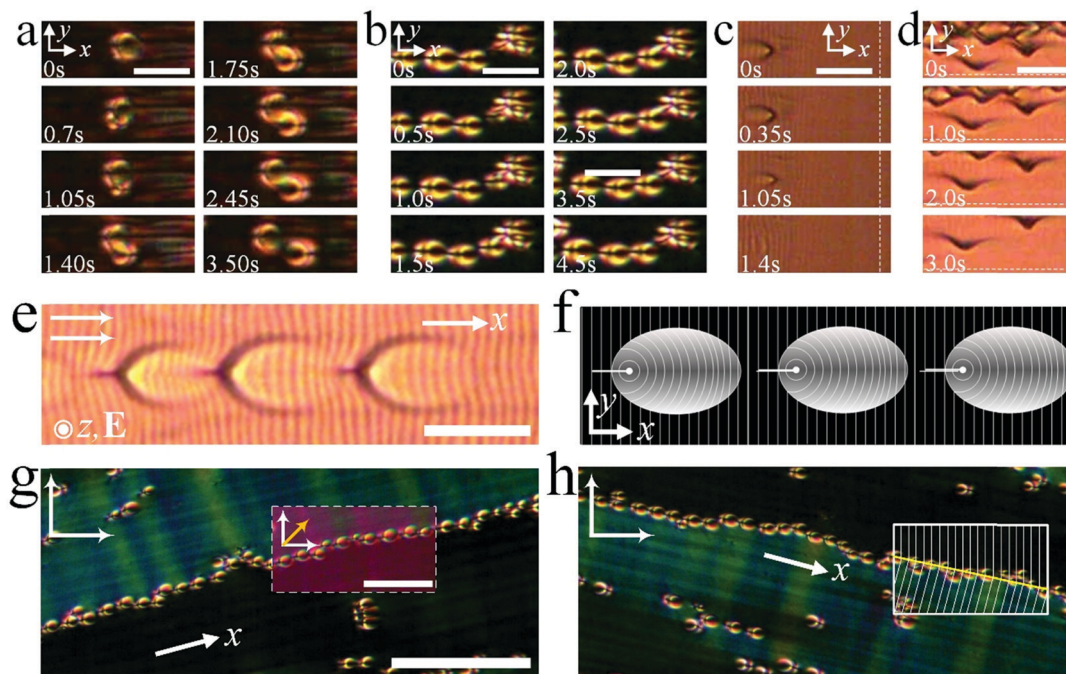 a
y
x
0s
0.7s
1.05s
1.40s
1.75s
2.10s
2.45s
3.50s
b
y
x
0s
0.5s
1.0s
1.5s
2.0s
2.5s
3.5s
4.5s
c
y
x
0s
0.35s
1.05s
1.4s
d
y
x
0s
1.0s
2.0s
3.0s
e
x
z, E
f
y
x
g
x
h
x